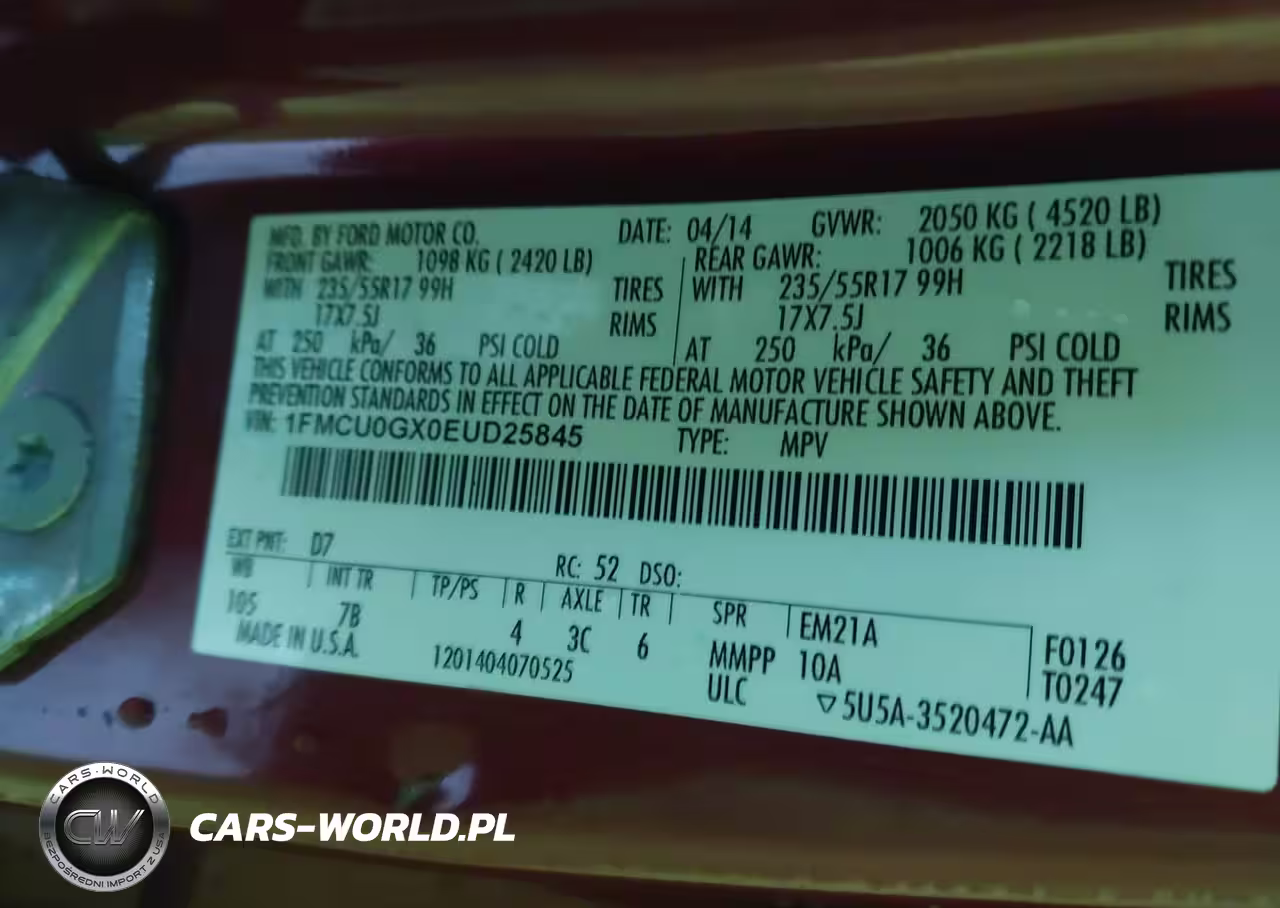 MFD. BY FORD MOTOR CO. DATE: 04/14 GVWR: 2050 KG ( 4520 LB)
FRONT GAWR: 1098 KG ( 2420 LB) REAR GAWR: 1006 KG ( 2218 LB)
WITH 235/55R17 99H TIRES WITH 235/55R17 99H TIRES
17X7.5J RIMS 17X7.5J RIMS
AT 250 kPa/ 36 PSI COLD AT 250 kPa/ 36 PSI COLD
THIS VEHICLE CONFORMS TO ALL APPLICABLE FEDERAL MOTOR VEHICLE SAFETY AND THEFT
PREVENTION STANDARDS IN EFFECT ON THE DATE OF MANUFACTURE SHOWN ABOVE.
VIN: 1FMCU0GX0EUD25845 TYPE: MPV
EXT PNT: D7 RC: 52 DSO:
WB INT TR TP/PS R AXLE TR SPR EM21A F0126
105 7B 4 3C 6 MMPP 10A T0247
MADE IN U.S.A. 1201404070525 ULC ▽5U5A-3520472-AA
CARS-WORLD
CW
BEZPOŚREDNI IMPORT Z USA
CARS-WORLD.PL